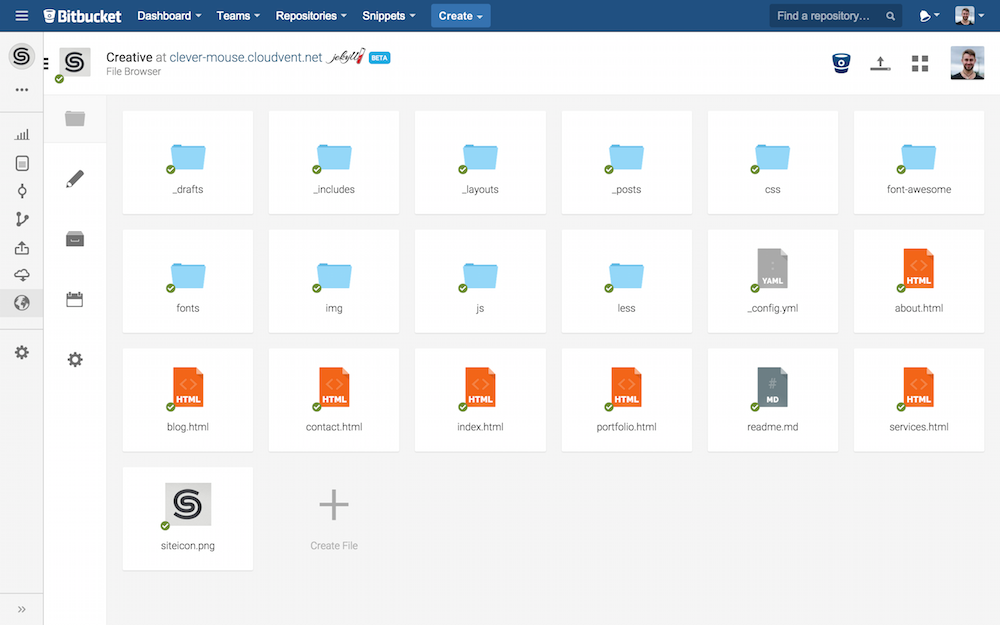 Bitbucket Dashboard Teams Repositories Snippets Create Find a repository...
Creative at clever-mouse.cloudvent.net jekyll BETA
File Browser
_drafts _includes _layouts _posts css font-awesome
: YAML <> HTML
fonts img js less _config.yml about.html
<> HTML <> HTML <> HTML <> HTML # MD <> HTML
blog.html contact.html index.html portfolio.html readme.md services.html
siteicon.png Create File